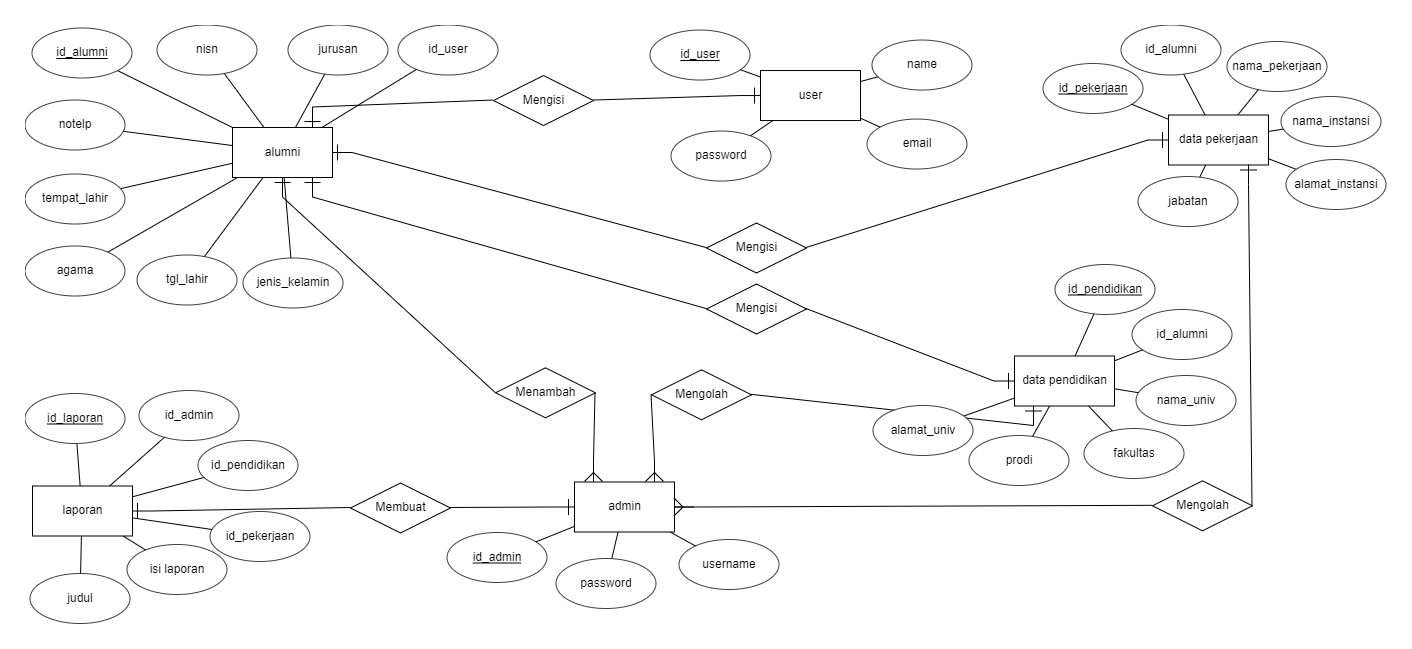 id_alumni
nisn
jurusan
id_user
notelp
alumni
tempat_lahir
agama
tgl_lahir
jenis_kelamin
Mengisi
id_user
name
user
password
email
id_alumni
nama_pekerjaan
id_pekerjaan
data pekerjaan
nama_instansi
alamat_instansi
jabatan
Mengisi
Mengisi
id_pendidikan
id_alumni
data pendidikan
nama_univ
alamat_univ
prodi
fakultas
Menambah
Mengolah
id_laporan
id_admin
id_pendidikan
laporan
id_pekerjaan
isi laporan
judul
Membuat
admin
Mengolah
id_admin
password
username